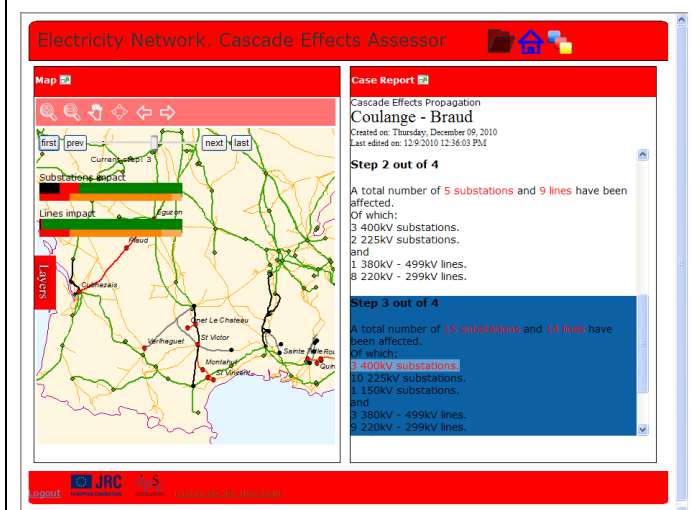 Electricity Network. Cascade Effects Assessor
Map
Case Report
first
prev
next
last
Current step: 3
Substations impact
Lines impact
Eguzon
Cubnezais
Layers
Onet Le Chateau
St Victor
Verlhaguet
Montahut
St Vincent
Cascade Effects Propagation
Coulange - Braud
Created on: Thursday, December 09, 2010
Last edited on: 12/9/2010 12:36:03 PM
Step 2 out of 4
A total number of 5 substations and 9 lines have been
affected.
Of which:
3 400kV substations.
2 225kV substations.
and
1 380kV - 499kV lines.
8 220kV - 299kV lines.
Step 3 out of 4
A total number of 15 substations and 14 lines have
been affected.
Of which:
3 400kV substations.
10 225kV substations.
1 150kV substations.
and
3 380kV - 499kV lines.
9 220kV - 299kV lines.
Logout
JRC
EUROPEAN COMMISSION